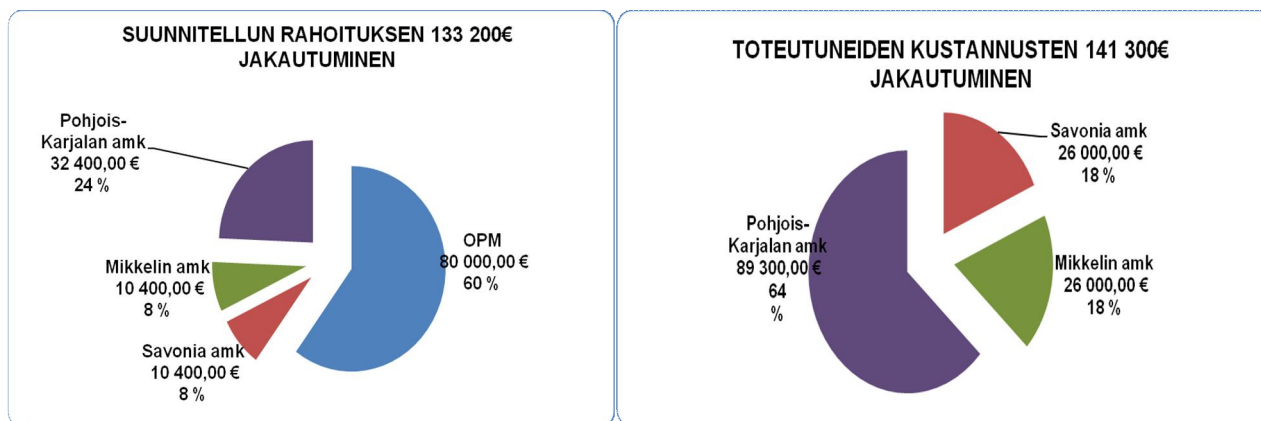 SUUNNITELLUN RAHOITUKSEN 133 200€
JAKAUTUMINEN
Pohjois-
Karjalan amk
32 400,00 €
24 %
OPM
80 000,00 €
60 %
Mikkelin amk
10 400,00 €
8 %
Savonia amk
10 400,00 €
8 %
TOTEUTUNEIDEN KUSTANNUSTEN 141 300€
JAKAUTUMINEN
Savonia amk
26 000,00 €
18 %
Pohjois-
Karjalan amk
89 300,00 €
64
%
Mikkelin amk
26 000,00 €
18 %